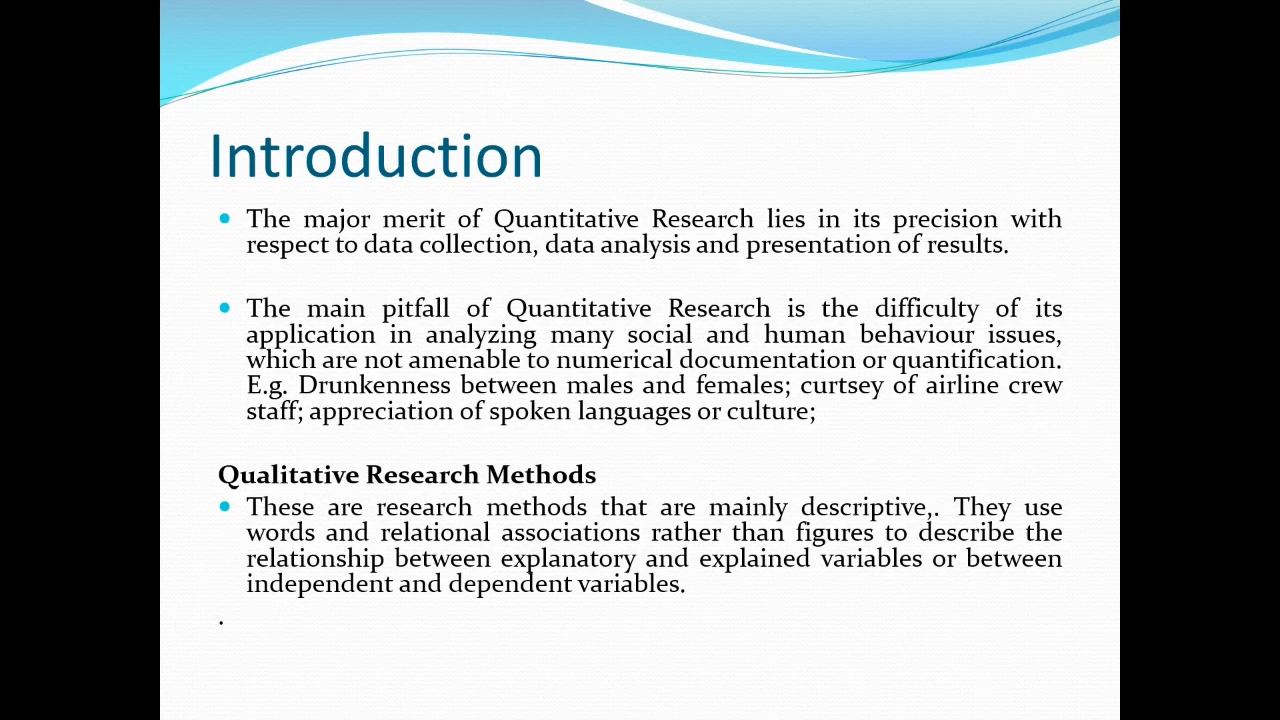 Introduction
The major merit of Quantitative Research lies in its precision with
respect to data collection, data analysis and presentation of results.
The main pitfall of Quantitative Research is the difficulty of its
application in analyzing many social and human behaviour issues,
which are not amenable to numerical documentation or quantification.
E.g. Drunkenness between males and females; curtsey of airline crew
staff; appreciation of spoken languages or culture;
Qualitative Research Methods
These are research methods that are mainly descriptive,. They use
words and relational associations rather than figures to describe the
relationship between explanatory and explained variables or between
independent and dependent variables.
.